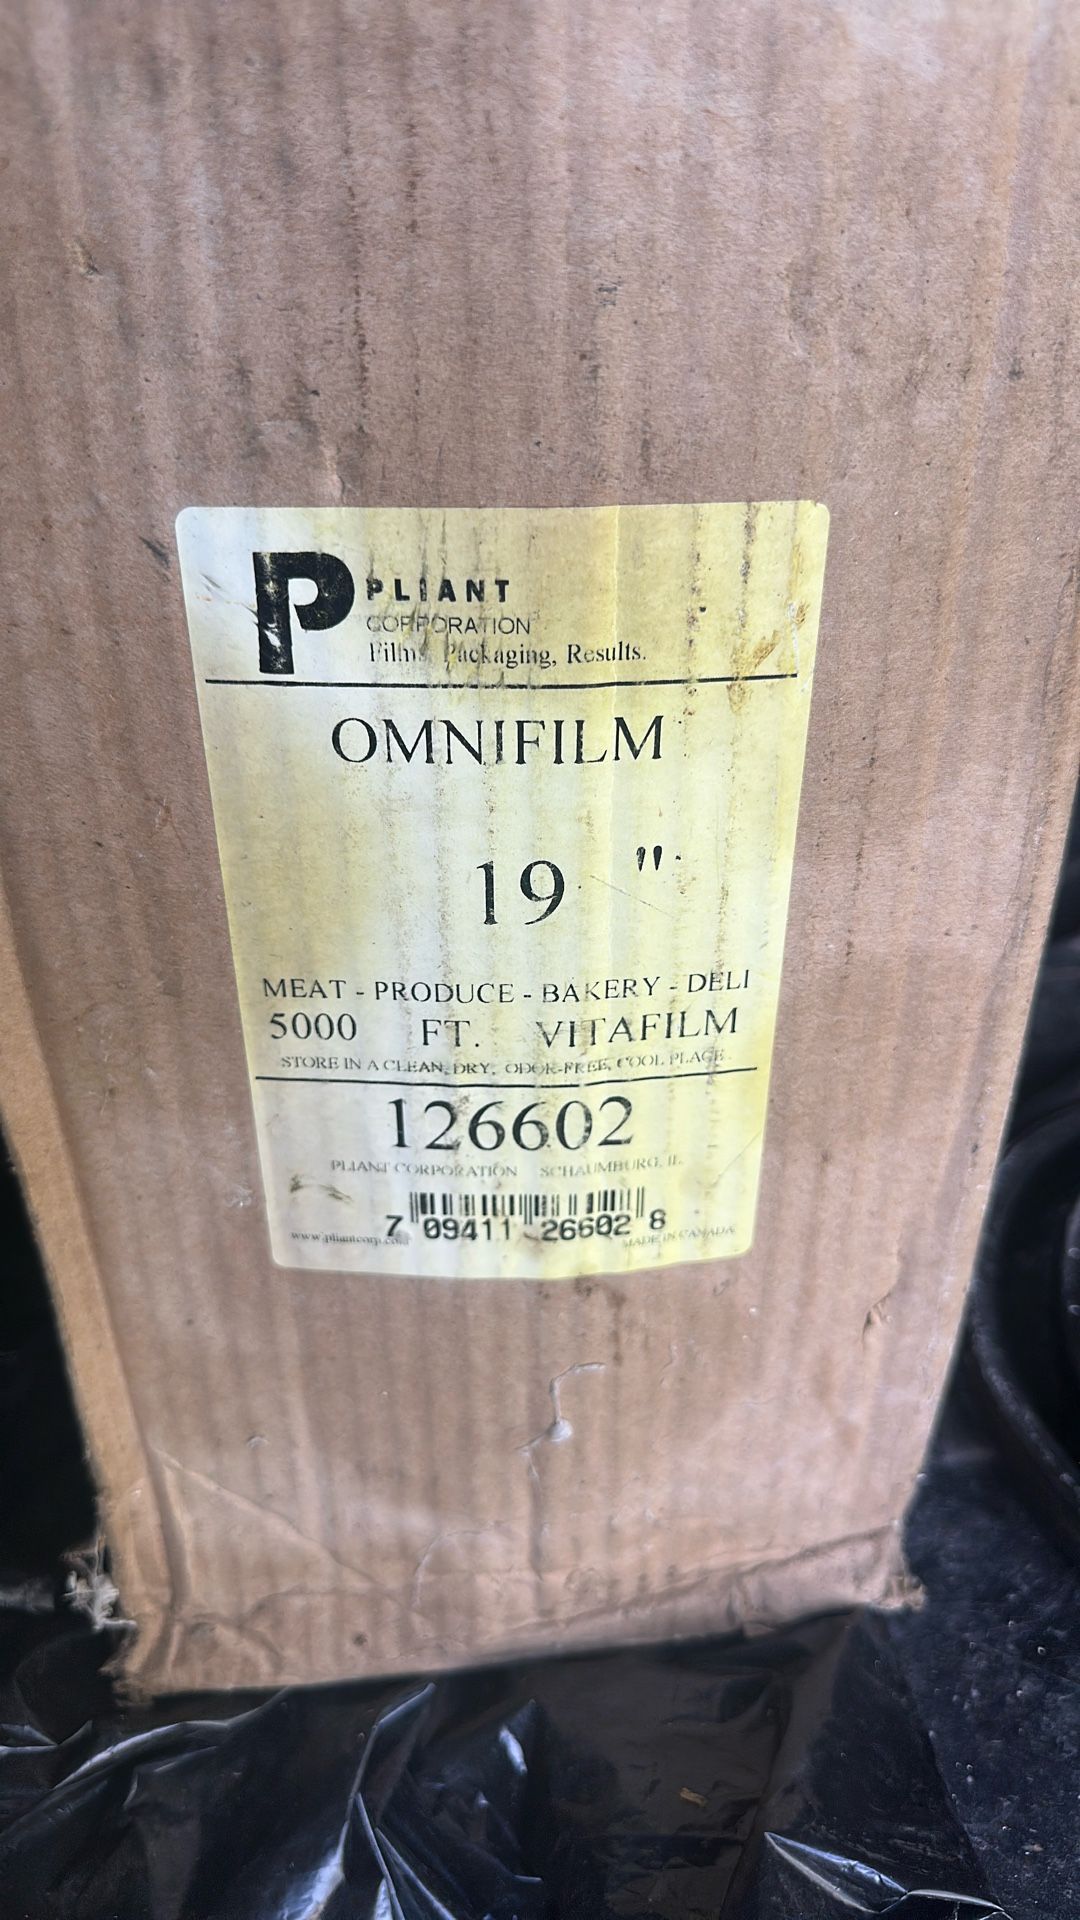 PLIANT
CORPORATION
Films, Packaging, Results.
OMNIFILM
19 "
MEAT - PRODUCE - BAKERY - DELI
5000 FT. VITAFILM
STORE IN A CLEAN, DRY, ODOR-FREE, COOL PLACE.
126602
PLIANT CORPORATION SCHAUMBURG, IL
7 09411 26602 8
www.pliantcorp.com MADE IN CANADA